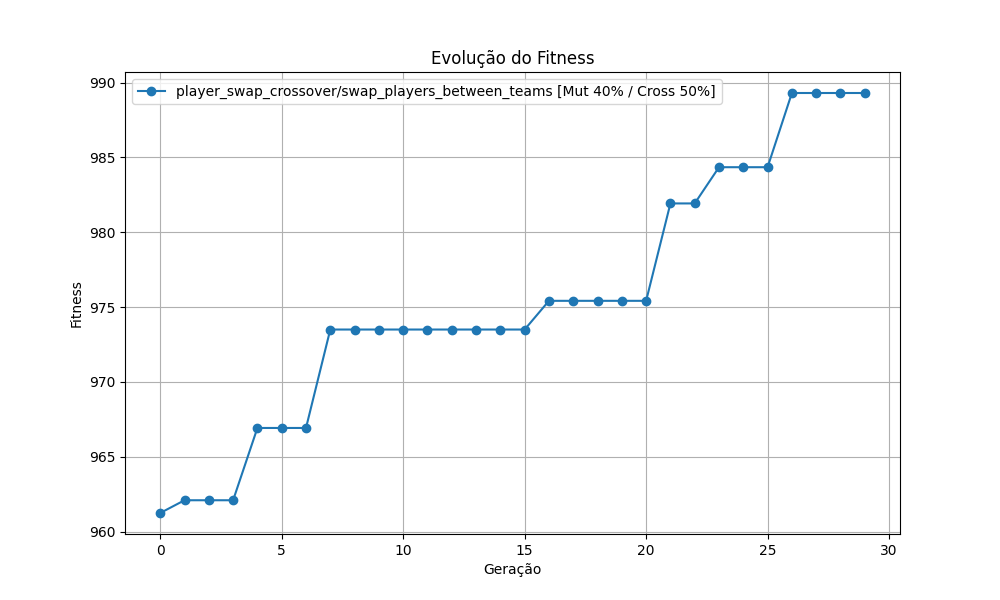 Evolução do Fitness
player_swap_crossover/swap_players_between_teams [Mut 40% / Cross 50%]
990
985
980
975
970
965
960
Fitness
0 5 10 15 20 25 30
Geração